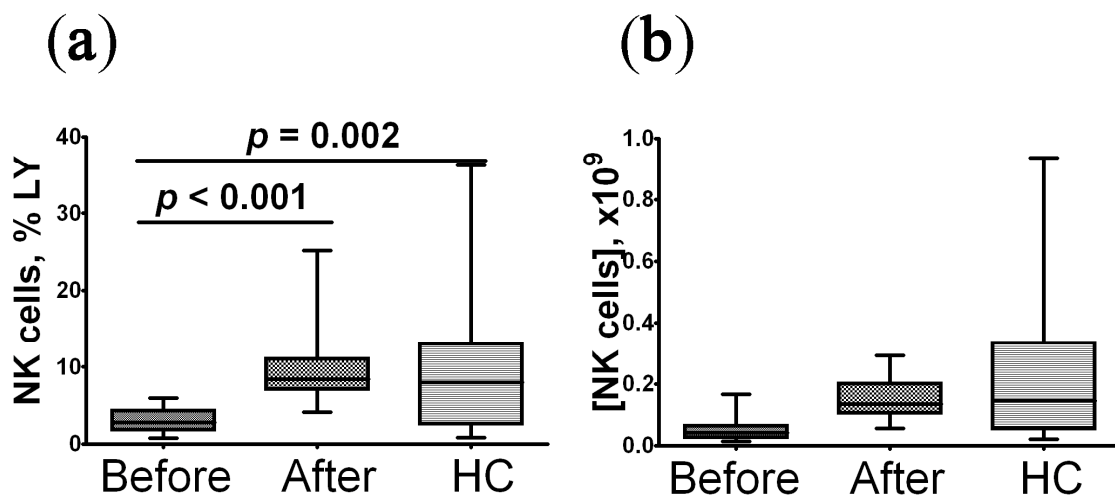 (a)
NK cells, % LY
40
30
20
10
0
p = 0.002
p < 0.001
Before After HC
(b)
[NK cells], x10⁹
1.0
0.8
0.6
0.4
0.2
0.0
Before After HC